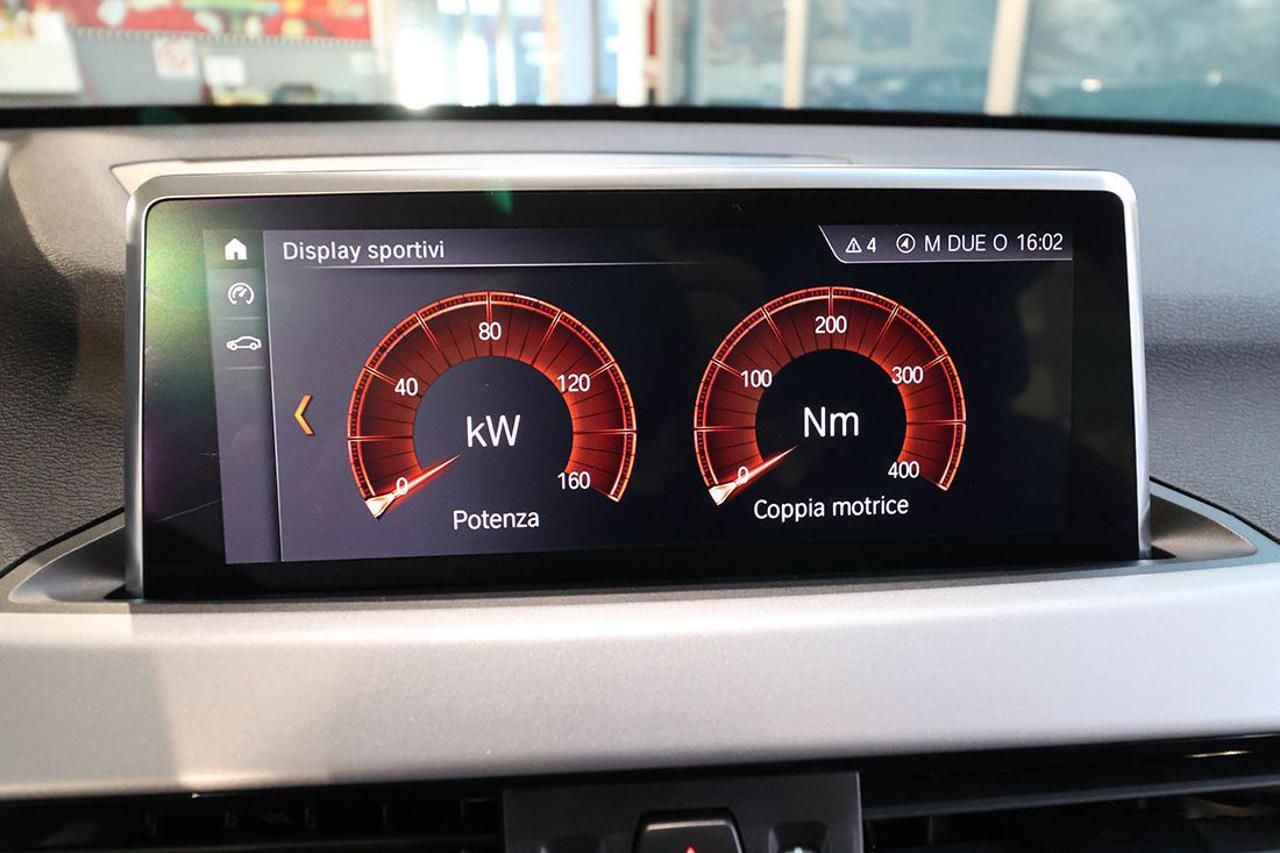 Display sportivi
4 M DUE O 16:02
0 40 80 120 160
kW
Potenza
0 100 200 300 400
Nm
Coppia motrice